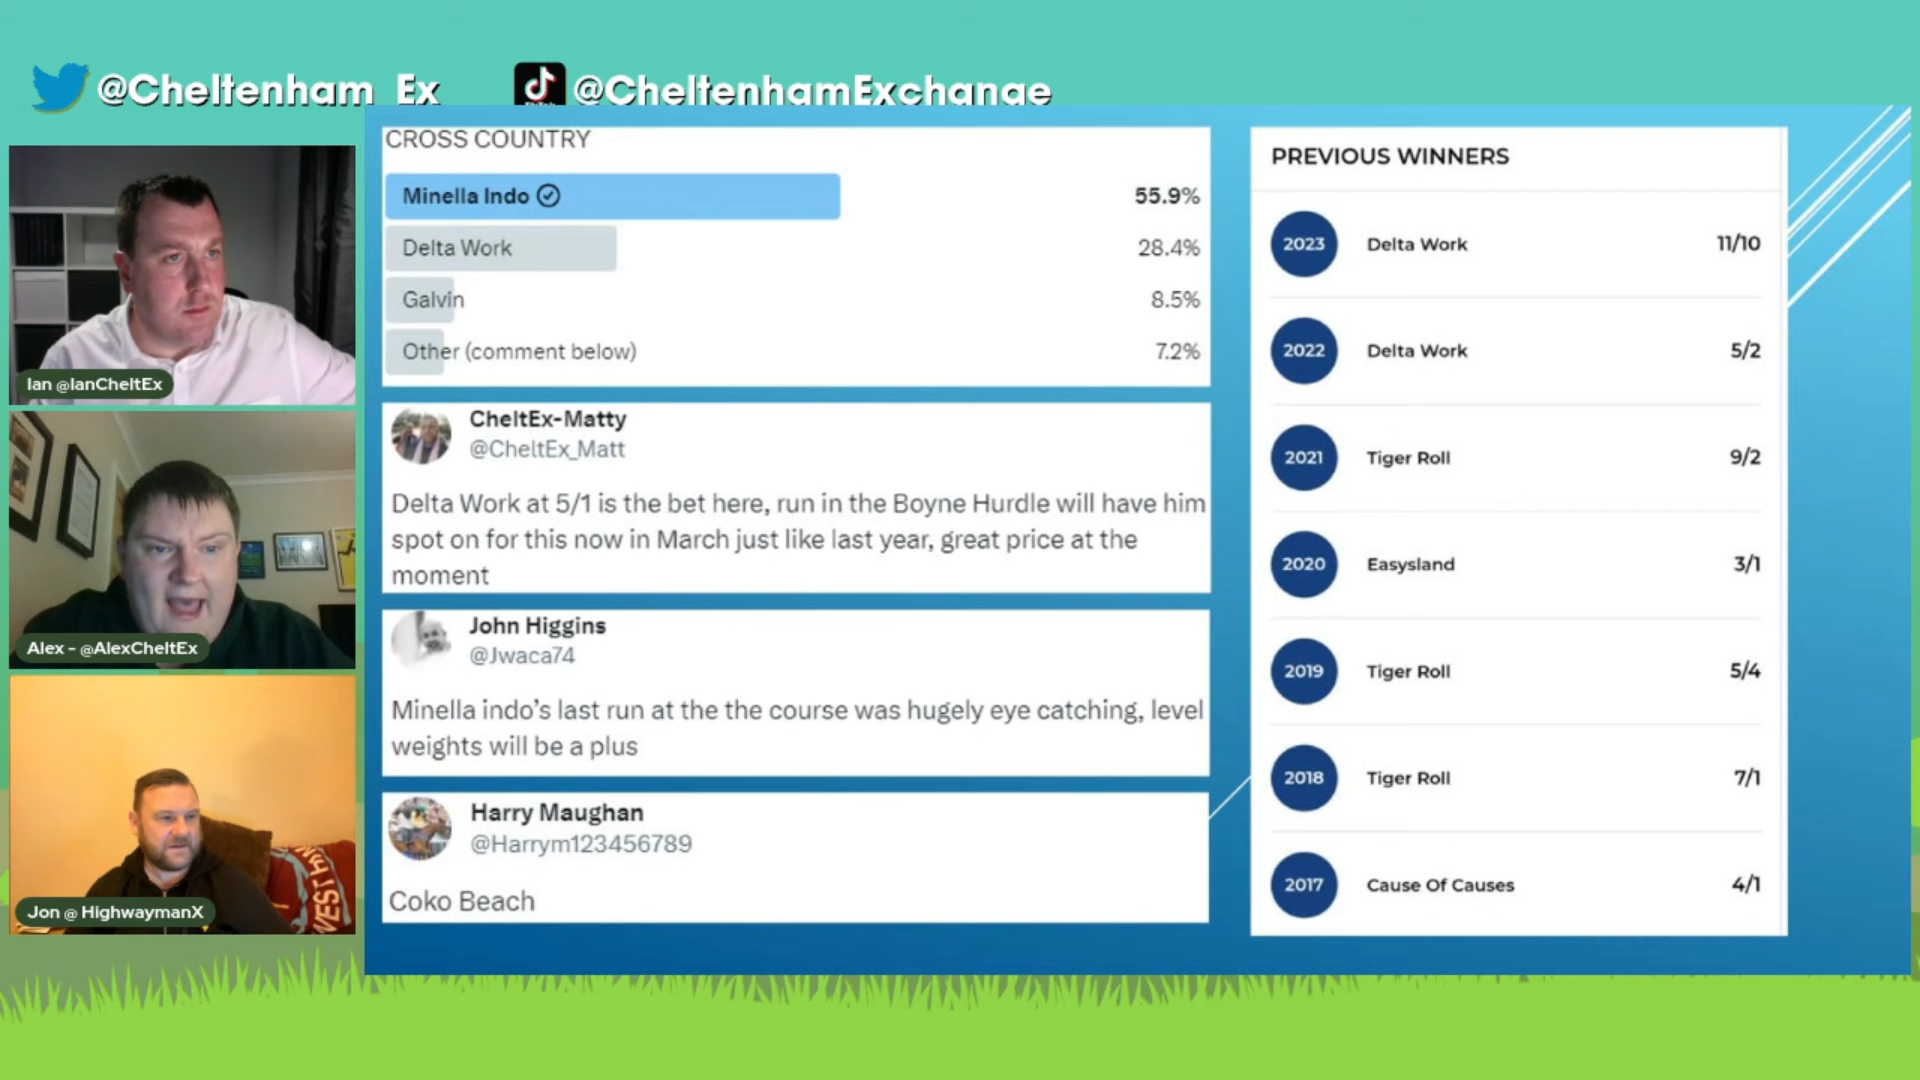 @Cheltenham_Ex
@CheltenhamExchange
CROSS COUNTRY
Minella Indo
55.9%
Delta Work
28.4%
Galvin
8.5%
Other (comment below)
7.2%
CheltEx-Matty
@CheltEx_Matt
Delta Work at 5/1 is the bet here, run in the Boyne Hurdle will have him
spot on for this now in March just like last year, great price at the
moment
John Higgins
@Jwaca74
Minella indo's last run at the the course was hugely eye catching, level
weights will be a plus
Harry Maughan
@Harrym123456789
Coko Beach
PREVIOUS WINNERS
2023 Delta Work 11/10
2022 Delta Work 5/2
2021 Tiger Roll 9/2
2020 Easysland 3/1
2019 Tiger Roll 5/4
2018 Tiger Roll 7/1
2017 Cause Of Causes 4/1
Ian @IanCheltEx
Alex - @AlexCheltEx
Jon @ HighwaymanX
WEST HAM